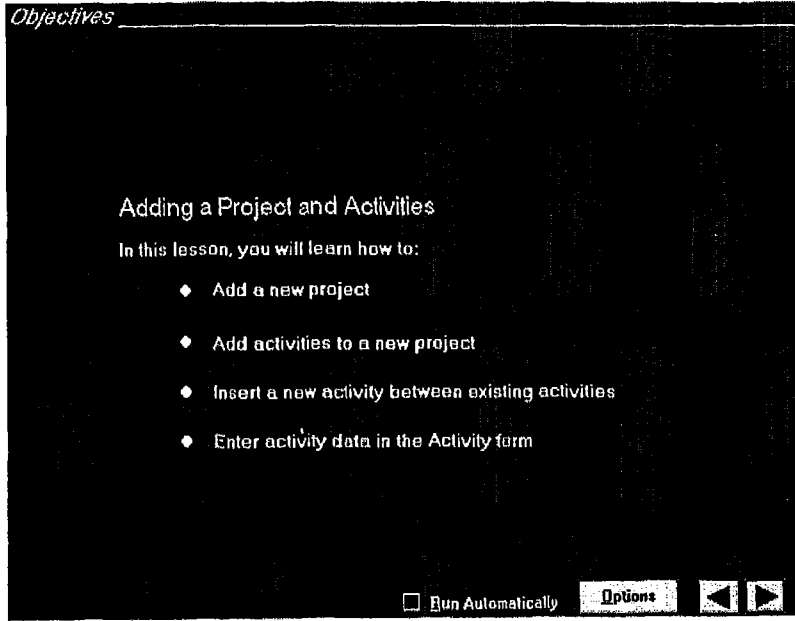 Objectives
Adding a Project and Activities
In this lesson, you will learn how to:
Add a new project
Add activities to a new project
Insert a new activity between existing activities
Enter activity data in the Activity form
Run Automatically
Options